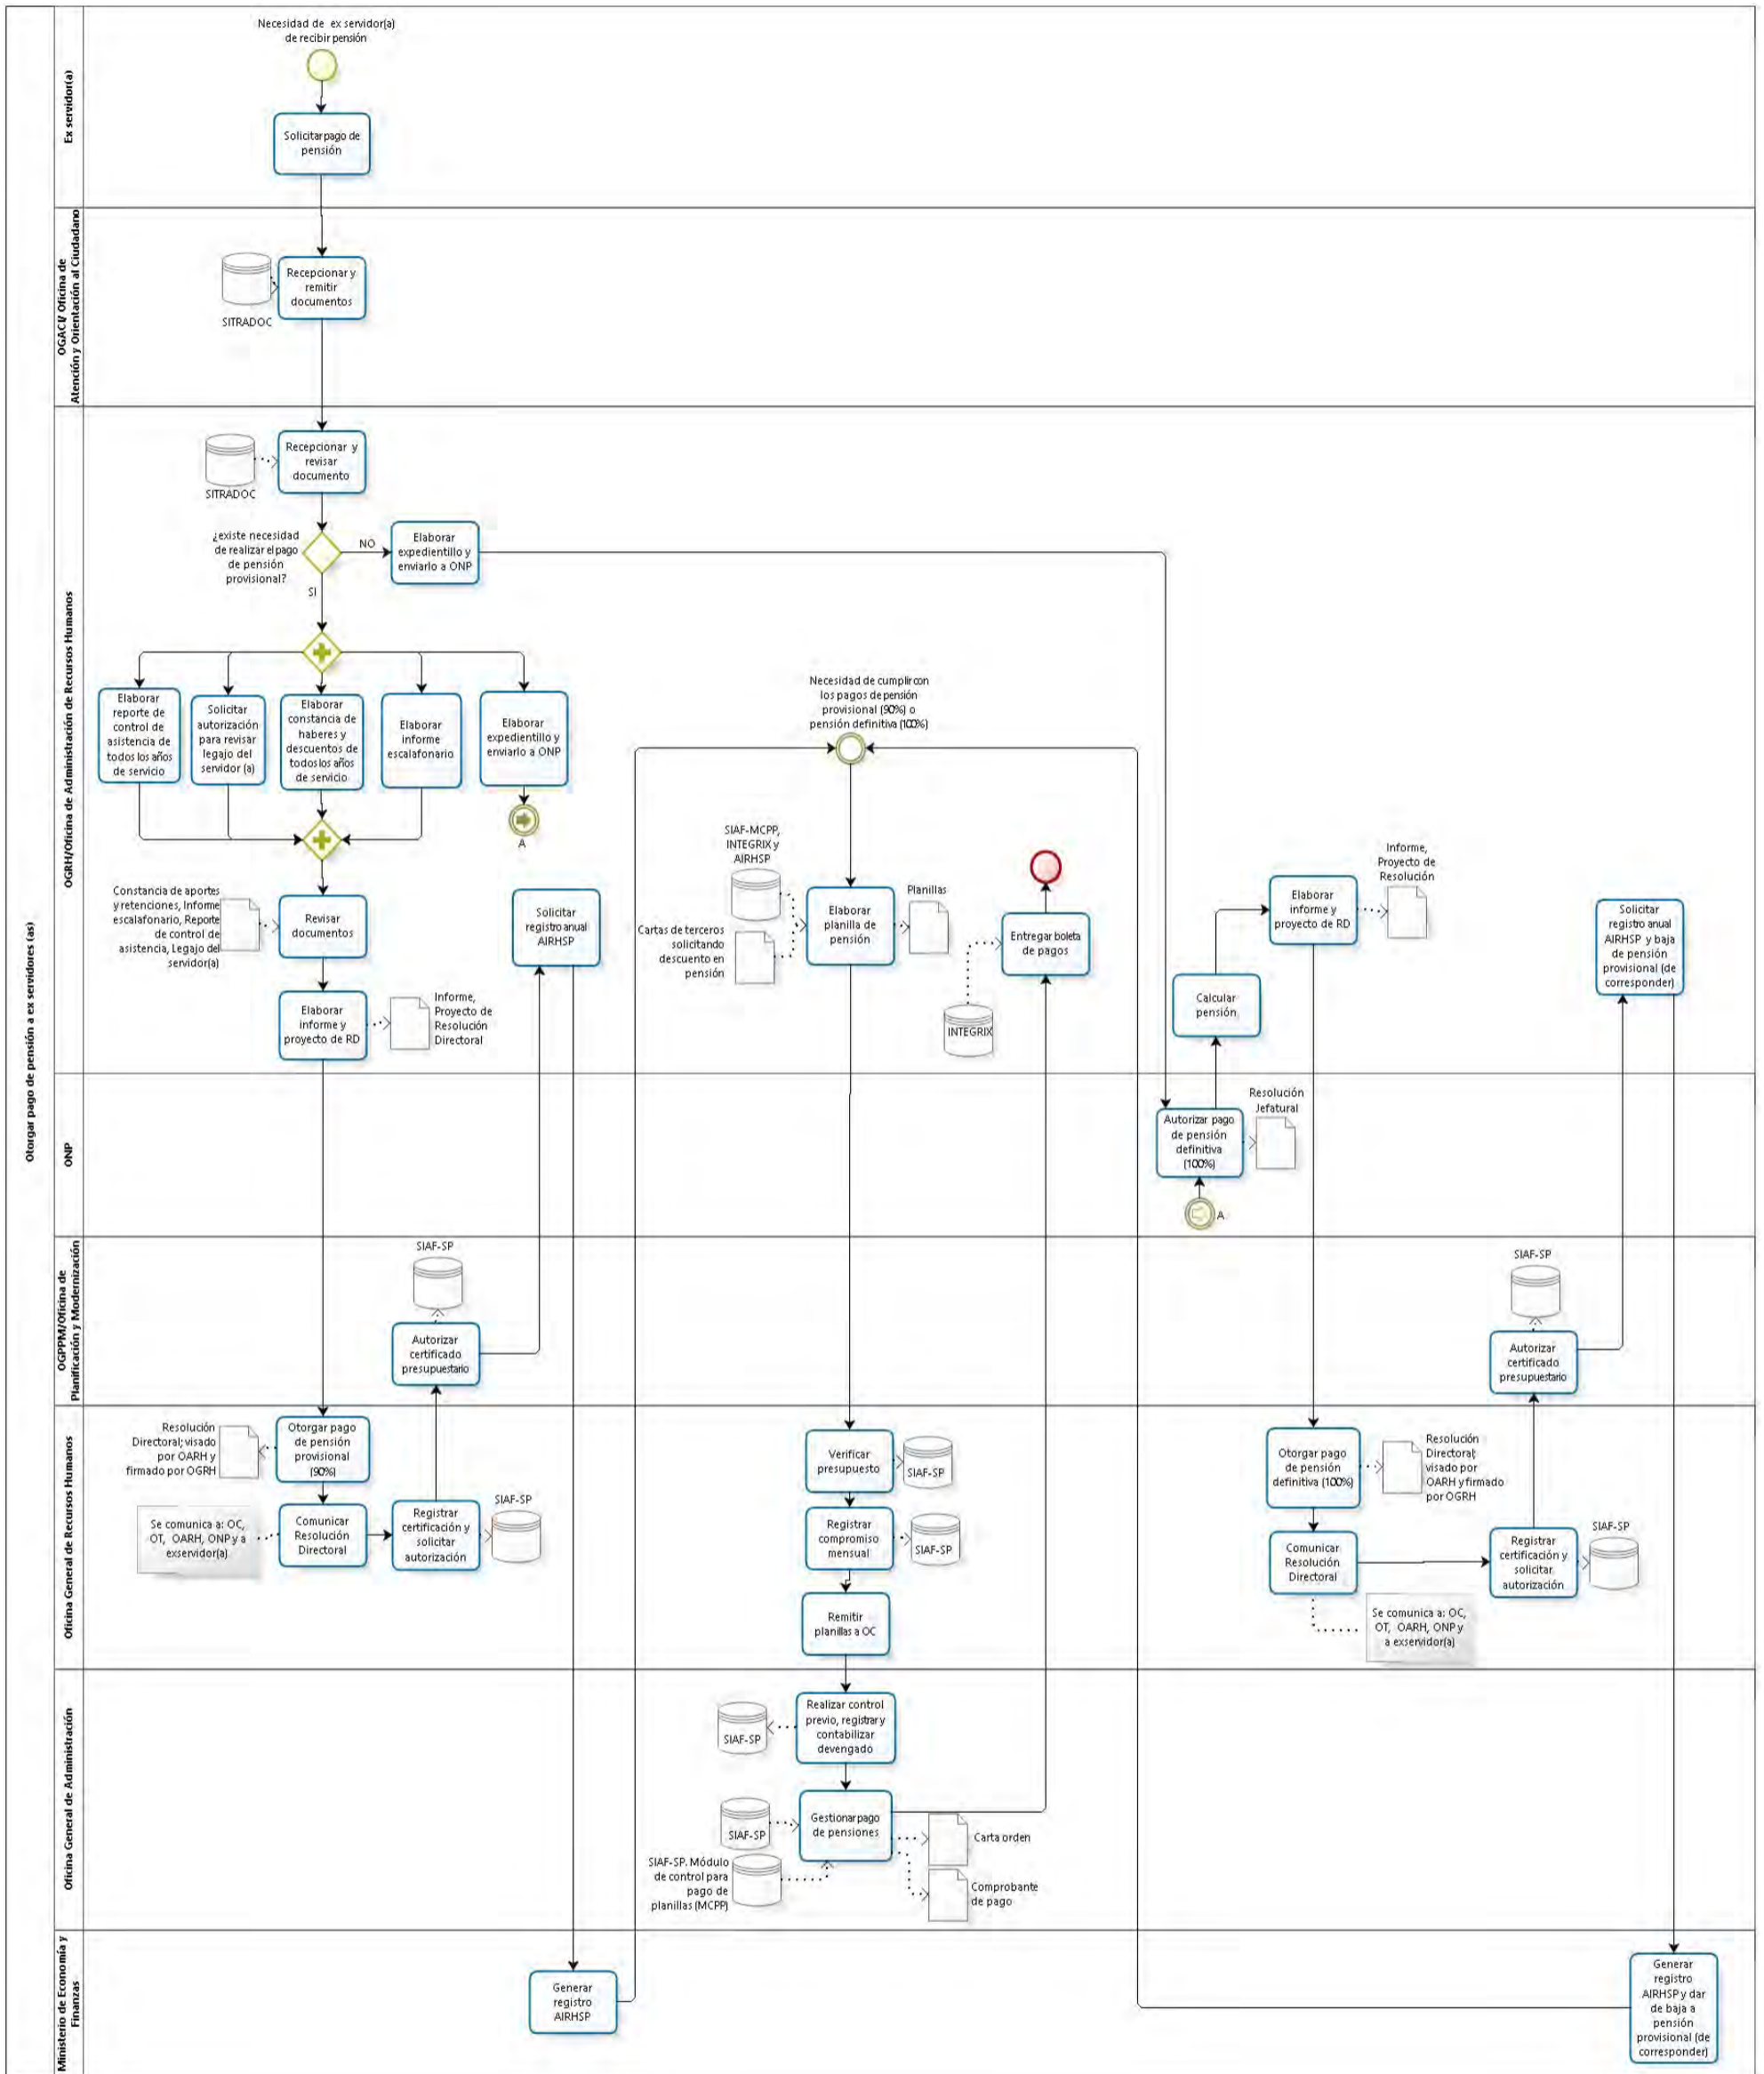 Otorgar pago de pensión a ex servidores (as)
Ex servidor(a)
Necesidad de ex servidor(a)
de recibir pensión
Solicitar pago de
pensión
OGACI/ Oficina de
Atención y Orientación al Ciudadano
Recepcionar y
remitir
documentos
SITRADOC
OGRH/Oficina de Administración de Recursos Humanos
Recepcionar y
revisar
documento
SITRADOC
¿existe necesidad
de realizar el pago
de pensión
provisional?
NO
SI
Elaborar
expedientillo y
enviarlo a ONP
Elaborar
reporte de
control de
asistencia de
todos los años
de servicio
Solicitar
autorización
para revisar
legajo del
servidor (a)
Elaborar
constancia de
haberes y
descuentos de
todos los años
de servicio
Elaborar
informe
escalafonario
Elaborar
expedientillo y
enviarlo a ONP
A
Constancia de aportes
y retenciones, Informe
escalafonario, Reporte
de control de
asistencia, Legajo del
servidor(a)
Revisar
documentos
Elaborar
informe y
proyecto de RD
Informe,
Proyecto de
Resolución
Directoral
Solicitar
registro anual
AIRHSP
Necesidad de cumplir con
los pagos de pensión
provisional (90%) o
pensión definitiva (100%)
SIAF-MCPP,
INTEGRIX y
AIRHSP
Cartas de terceros
solicitando
descuento en
pensión
Elaborar
planilla de
pensión
Planillas
Entregar boleta
de pagos
INTEGRIX
Calcular
pensión
Elaborar
informe y
proyecto de RD
Informe,
Proyecto de
Resolución
Solicitar
registro anual
AIRHSP y baja
de pensión
provisional (de
corresponder)
ONP
Autorizar pago
de pensión
definitiva
(100%)
Resolución
Jefatural
A
OGPPM/Oficina de
Planificación y Modernización
SIAF-SP
Autorizar
certificado
presupuestario
SIAF-SP
Autorizar
certificado
presupuestario
Oficina General de Recursos Humanos
Resolución
Directoral; visado
por OARH y
firmado por OGRH
Otorgar pago
de pensión
provisional
(90%)
Se comunica a: OC,
OT, OARH, ONP y a
exservidor(a)
Comunicar
Resolución
Directoral
Registrar
certificación y
solicitar
autorización
SIAF-SP
Verificar
presupuesto
SIAF-SP
Registrar
compromiso
mensual
SIAF-SP
Remitir
planillas a OC
Otorgar pago
de pensión
definitiva (100%)
Resolución
Directoral;
visado por
OARH y firmado
por OGRH
Comunicar
Resolución
Directoral
Se comunica a: OC,
OT, OARH, ONP y
a exservidor(a)
Registrar
certificación y
solicitar
autorización
SIAF-SP
Oficina General de Administración
Realizar control
previo, registrar y
contabilizar
devengado
SIAF-SP
Gestionar pago
de pensiones
SIAF-SP
SIAF-SP. Módulo
de control para
pago de
planillas (MCPP)
Carta orden
Comprobante
de pago
Ministerio de Economía y
Finanzas
Generar
registro
AIRHSP
Generar
registro
AIRHSP y dar
de baja a
pensión
provisional (de
corresponder)